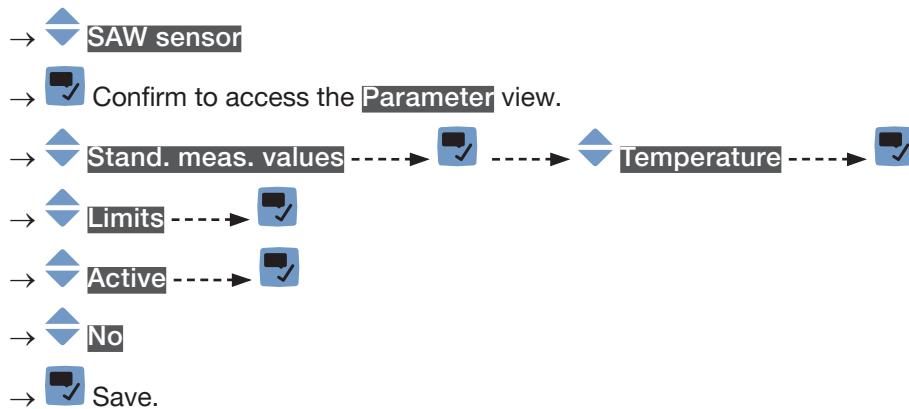 → SAW sensor
→ Confirm to access the Parameter view.
→ Stand. meas. values Temperature
→ Limits
→ Active
→ No
→ Save.